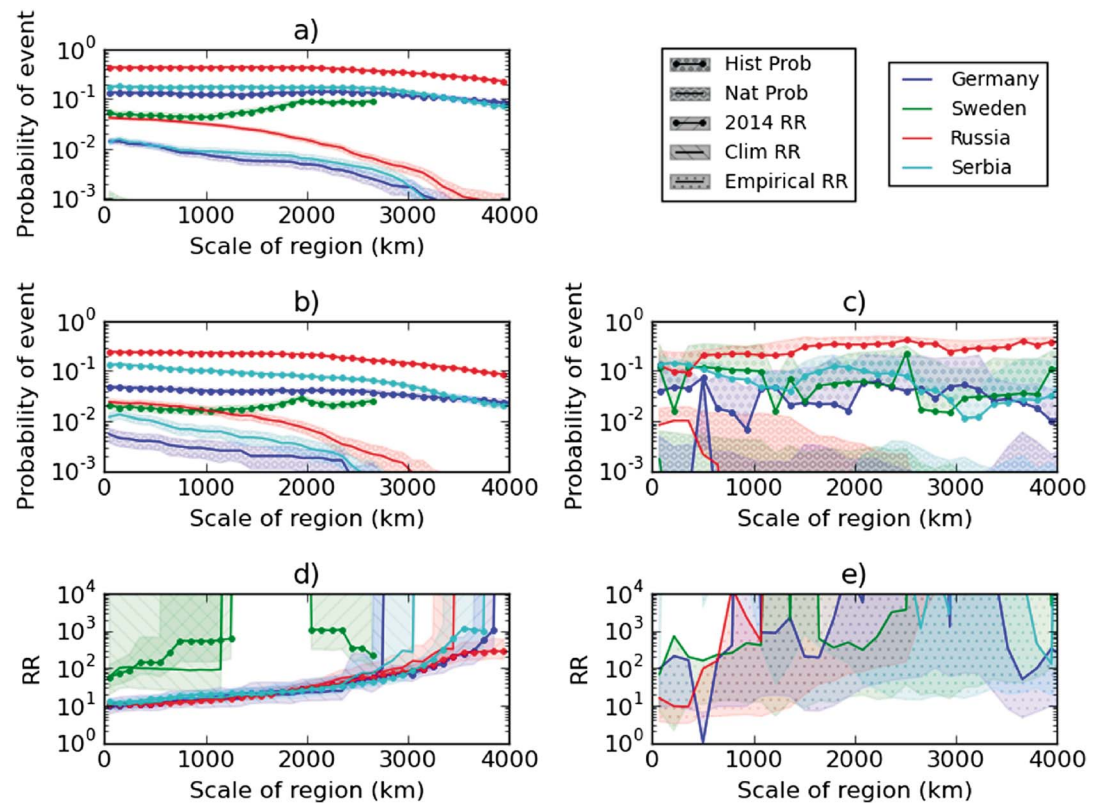 a)
Probability of event
10^0
10^-1
10^-2
10^-3
0 1000 2000 3000 4000
Scale of region (km)
Hist Prob
Nat Prob
2014 RR
Clim RR
Empirical RR
Germany
Sweden
Russia
Serbia
b)
Probability of event
10^0
10^-1
10^-2
10^-3
0 1000 2000 3000 4000
Scale of region (km)
c)
Probability of event
10^0
10^-1
10^-2
10^-3
0 1000 2000 3000 4000
Scale of region (km)
d)
RR
10^4
10^3
10^2
10^1
10^0
0 1000 2000 3000 4000
Scale of region (km)
e)
RR
10^4
10^3
10^2
10^1
10^0
0 1000 2000 3000 4000
Scale of region (km)